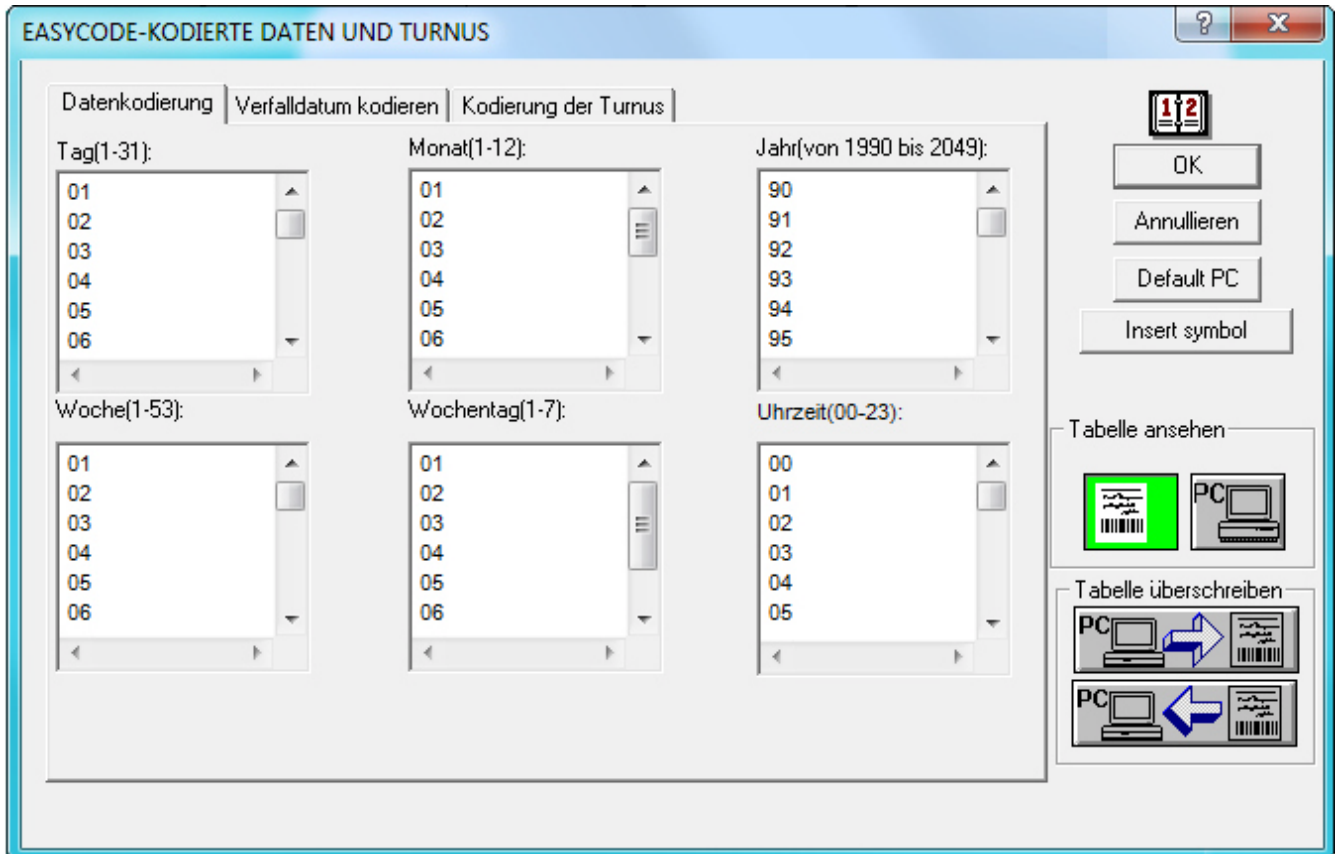 EASYCODE-KODIERTE DATEN UND TURNUS
Datenkodierung
Verfalldatum kodieren
Kodierung der Turnus
Tag(1-31):
01
02
03
04
05
06
Monat(1-12):
01
02
03
04
05
06
Jahr(von 1990 bis 2049):
90
91
92
93
94
95
Woche(1-53):
01
02
03
04
05
06
Wochentag(1-7):
01
02
03
04
05
06
Uhrzeit(00-23):
00
01
02
03
04
05
12
OK
Annullieren
Default PC
Insert symbol
Tabelle ansehen
PC
Tabelle überschreiben
PC
PC